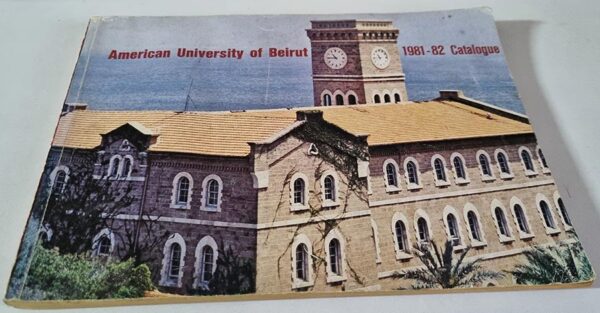 American University of Beirut 1981-82 Catalogue